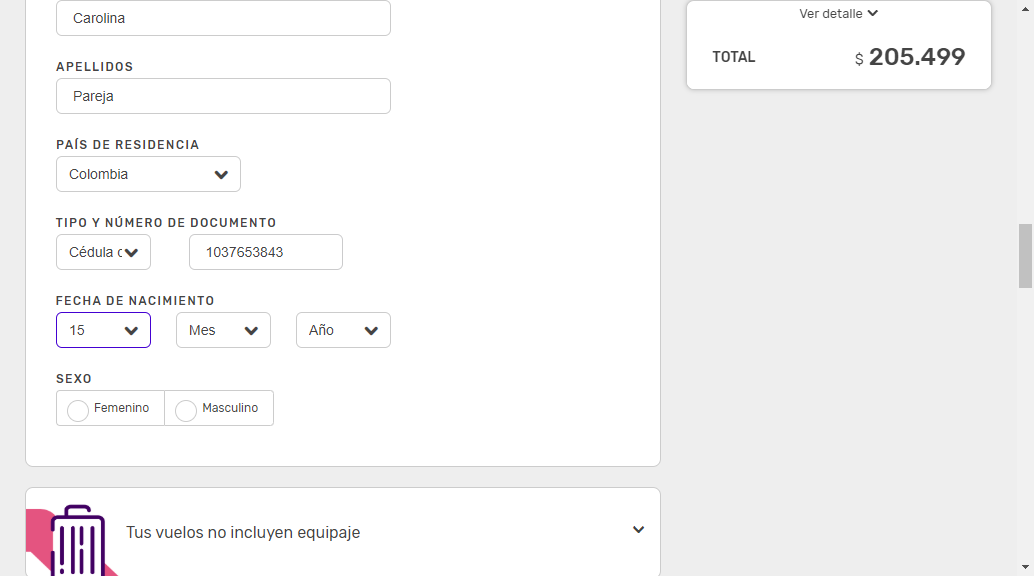 Carolina
APELLIDOS
Pareja
PAÍS DE RESIDENCIA
Colombia
TIPO Y NÚMERO DE DOCUMENTO
Cédula c 1037653843
FECHA DE NACIMIENTO
15 Mes Año
SEXO
Femenino Masculino
Tus vuelos no incluyen equipaje
Ver detalle
TOTAL $ 205.499